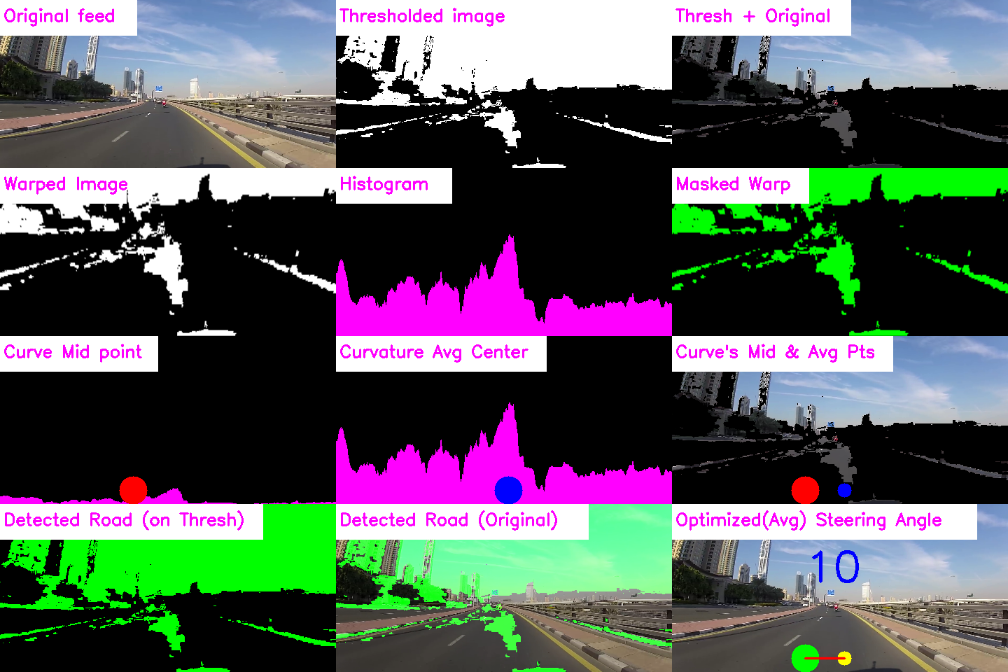 Original feed
Thresholded image
Thresh + Original
Warped Image
Histogram
Masked Warp
Curve Mid point
Curvature Avg Center
Curve's Mid & Avg Pts
Detected Road (on Thresh)
Detected Road (Original)
Optimized(Avg) Steering Angle
10